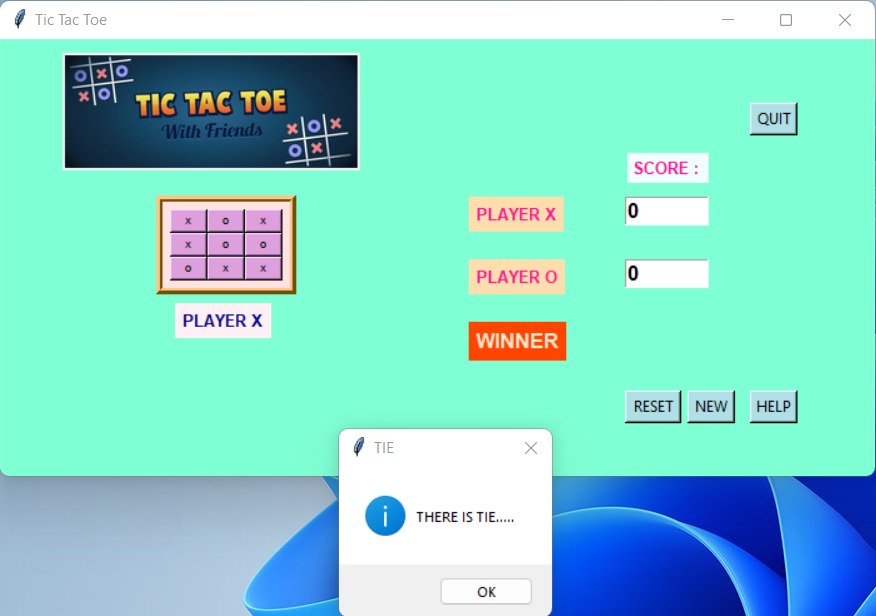 Tic Tac Toe
TIC TAC TOE
With Friends
QUIT
SCORE :
x o x
x o o
o x x
PLAYER X
0
PLAYER O
0
PLAYER X
WINNER
RESET NEW HELP
TIE
THERE IS TIE.....
OK